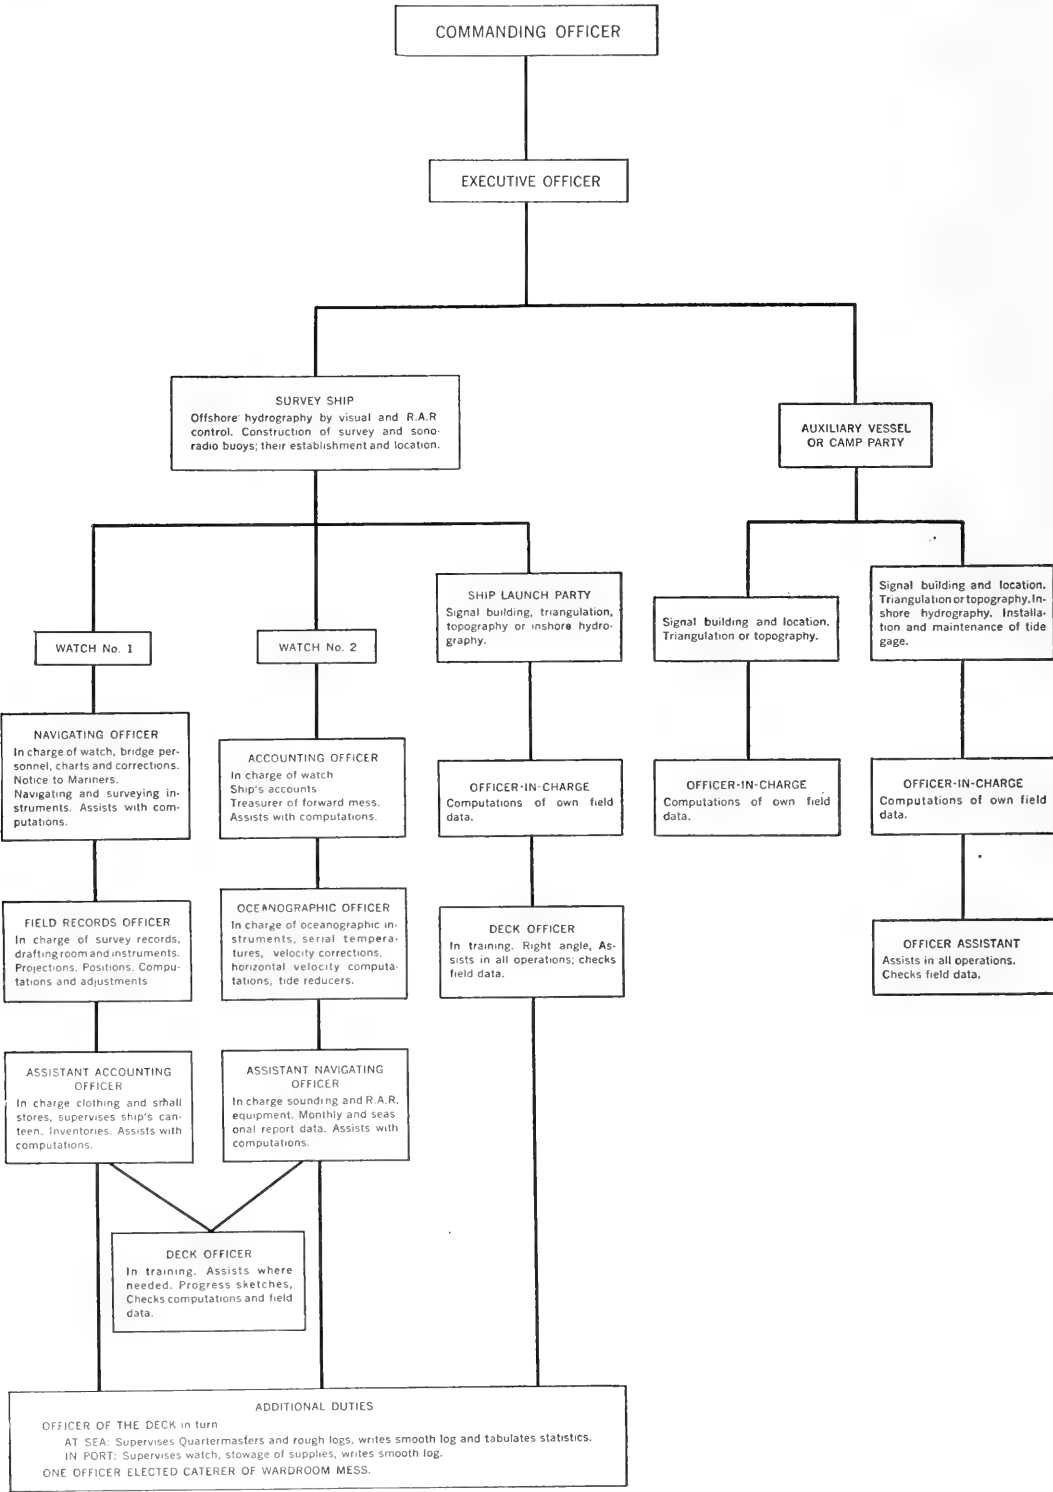 COMMANDING OFFICER
EXECUTIVE OFFICER
SURVEY SHIP
Offshore hydrography by visual and R.A.R
control. Construction of survey and sono-
radio buoys; their establishment and location.
AUXILIARY VESSEL
OR CAMP PARTY
WATCH No. 1
WATCH No. 2
SHIP LAUNCH PARTY
Signal building, triangulation,
topography or inshore hydro-
graphy.
Signal building and location.
Triangulation or topography.
Signal building and location.
Triangulation or topography. In-
shore hydrography. Installa-
tion and maintenance of tide
gage.
NAVIGATING OFFICER
In charge of watch, bridge per-
sonnel, charts and corrections.
Notice to Mariners.
Navigating and surveying in-
struments. Assists with com-
putations.
ACCOUNTING OFFICER
In charge of watch
Ship's accounts
Treasurer of forward mess.
Assists with computations.
OFFICER-IN-CHARGE
Computations of own field
data.
OFFICER-IN-CHARGE
Computations of own field
data.
OFFICER-IN-CHARGE
Computations of own field
data.
FIELD RECORDS OFFICER
In charge of survey records,
drafting room and instruments.
Projections. Positions. Compu-
tations and adjustments
OCEANOGRAPHIC OFFICER
In charge of oceanographic in-
struments, serial tempera-
tures, velocity corrections,
horizontal velocity computa-
tations, tide reducers.
DECK OFFICER
In training. Right angle, As-
sists in all operations; checks
field data.
OFFICER ASSISTANT
Assists in all operations.
Checks field data.
ASSISTANT ACCOUNTING
OFFICER
In charge clothing and small
stores, supervises ship's can-
teen. Inventories. Assists with
computations.
ASSISTANT NAVIGATING
OFFICER
In charge sounding and R.A.R.
equipment. Monthly and seas
onal report data. Assists with
computations.
DECK OFFICER
In training. Assists where
needed. Progress sketches,
Checks computations and field
data.
ADDITIONAL DUTIES
OFFICER OF THE DECK in turn
AT SEA: Supervises Quartermasters and rough logs, writes smooth log and tabulates statistics.
IN PORT: Supervises watch, stowage of supplies, writes smooth log.
ONE OFFICER ELECTED CATERER OF WARDROOM MESS.